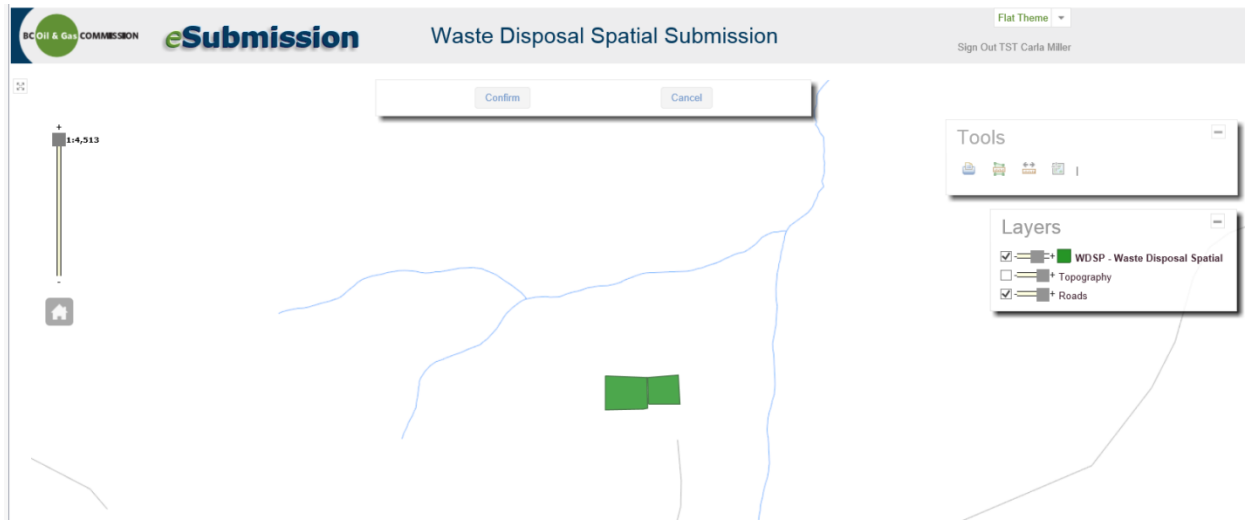 BC Oil & Gas COMMISSION
eSubmission
Waste Disposal Spatial Submission
Flat Theme
Sign Out TST Carla Miller
Confirm
Cancel
+
1:4,513
-
Tools
Layers
- + WDSP - Waste Disposal Spatial
- + Topography
- + Roads